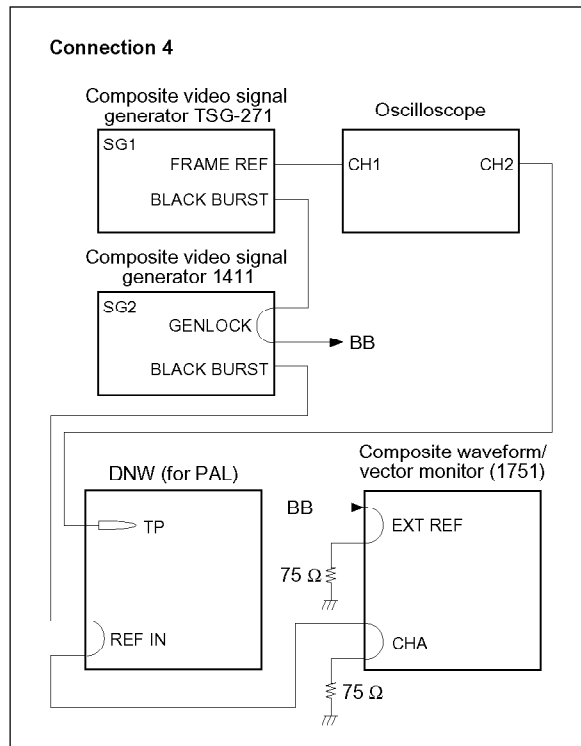 Connection 4
Composite video signal
generator TSG-271
Oscilloscope
SG1
FRAME REF
CH1
CH2
BLACK BURST
Composite video signal
generator 1411
SG2
GENLOCK
BB
BLACK BURST
DNW (for PAL)
Composite waveform/
vector monitor (1751)
BB
TP
EXT REF
75 Ω
REF IN
CHA
75 Ω